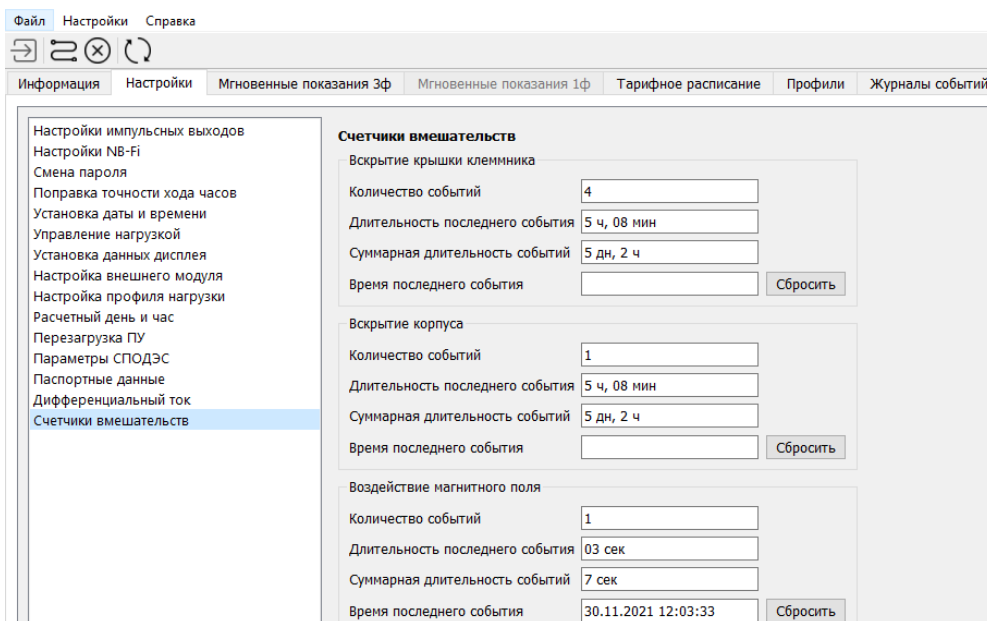 Файл Настройки Справка
Информация Настройки Мгновенные показания 3ф Мгновенные показания 1ф Тарифное расписание Профили Журналы событий
Настройки импульсных выходов
Настройки NB-Fi
Смена пароля
Поправка точности хода часов
Установка даты и времени
Управление нагрузкой
Установка данных дисплея
Настройка внешнего модуля
Настройка профиля нагрузки
Расчетный день и час
Перезагрузка ПУ
Параметры СПОДЭС
Паспортные данные
Дифференциальный ток
Счетчики вмешательств
Счетчики вмешательств
Вскрытие крышки клеммника
Количество событий 4
Длительность последнего события 5 ч, 08 мин
Суммарная длительность событий 5 дн, 2 ч
Время последнего события Сбросить
Вскрытие корпуса
Количество событий 1
Длительность последнего события 5 ч, 08 мин
Суммарная длительность событий 5 дн, 2 ч
Время последнего события Сбросить
Воздействие магнитного поля
Количество событий 1
Длительность последнего события 03 сек
Суммарная длительность событий 7 сек
Время последнего события 30.11.2021 12:03:33 Сбросить